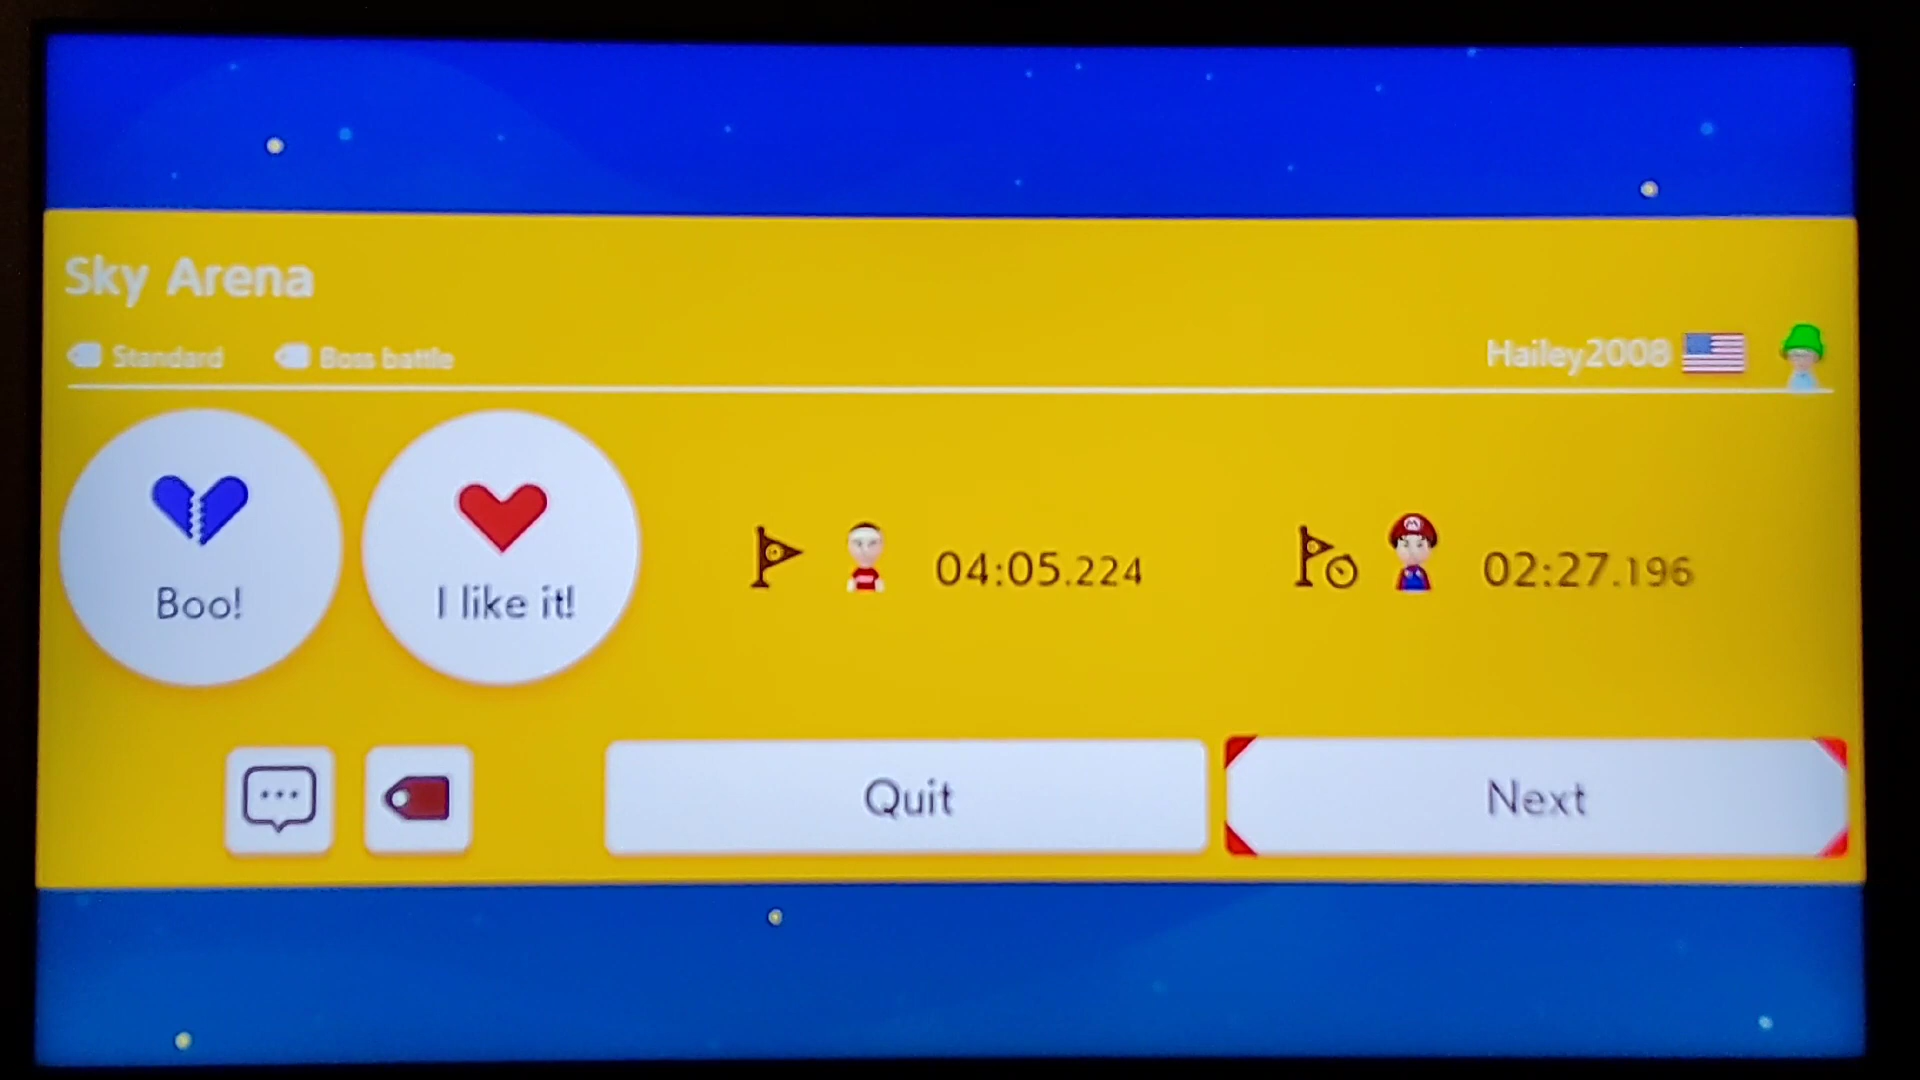 Sky Arena
Standard Boss battle
Hailey2008
Boo!
I like it!
04:05.224
02:27.196
Quit
Next